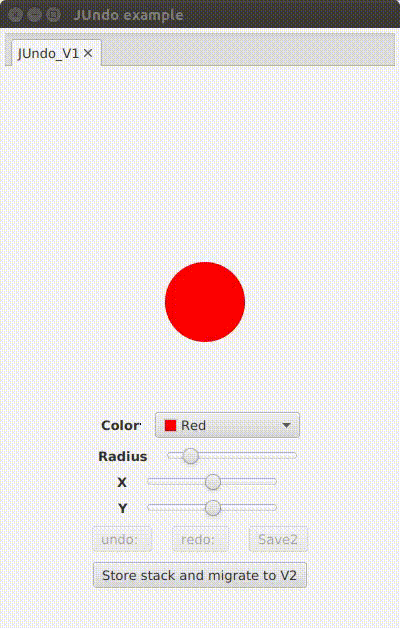 JUndo example
JUndo_V1
Color
Red
Radius
X
Y
undo: redo: Save2
Store stack and migrate to V2